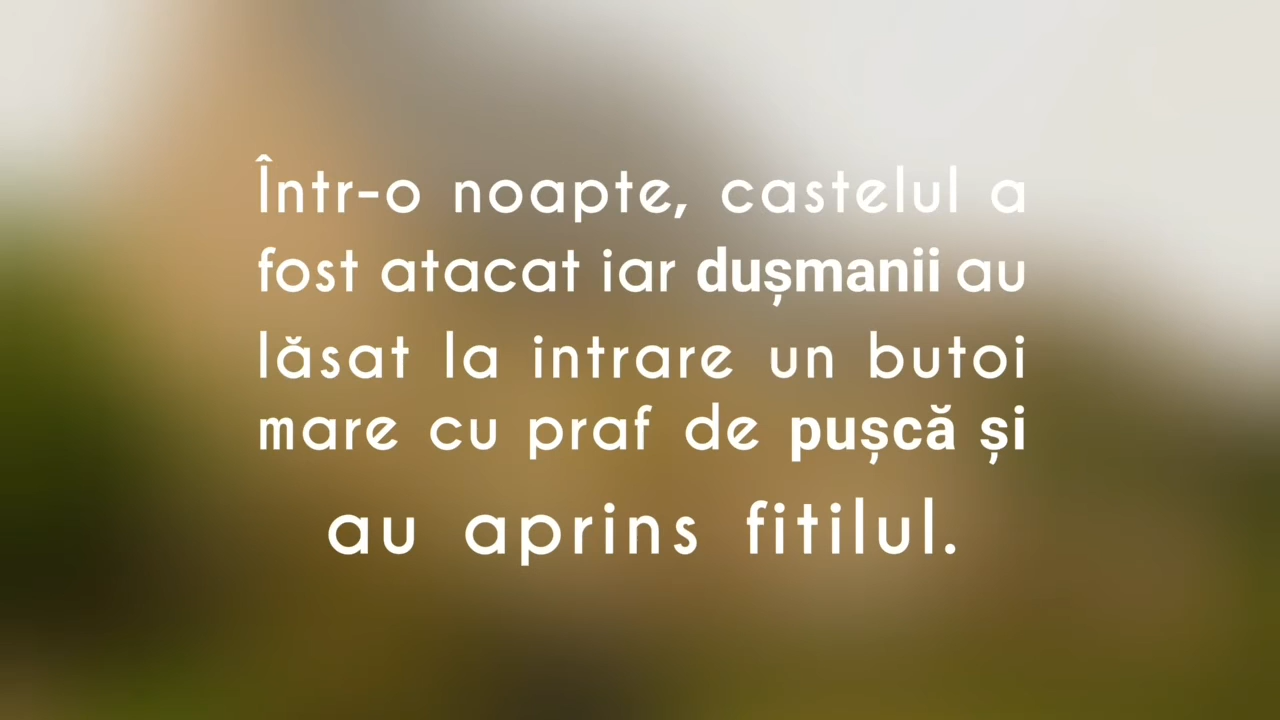 Într-o noapte, castelul a
fost atacat iar dușmanii au
lăsat la intrare un butoi
mare cu praf de pușcă și
au aprins fitilul.